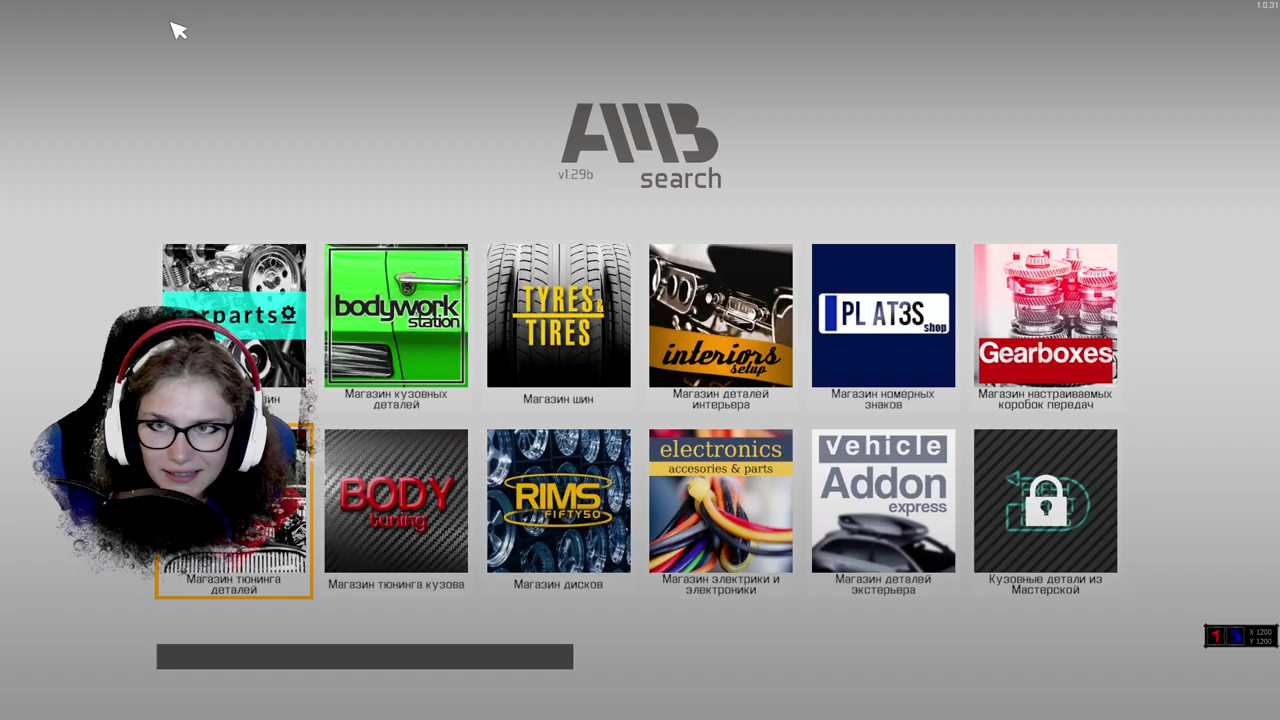 1.0.31
AMB
v1.29b
search
arparts
bodywork
station
TYRES &
TIRES
interiors
setup
PL AT3S
shop
Gearboxes
Магазин кузовных
деталей
Магазин шин
Магазин деталей
интерьера
Магазин номерных
знаков
Магазин настраиваемых
коробок передач
BODY
tuning
RIMS
FIFTY50
electronics
accesories & parts
vehicle
Addon
express
Магазин тюнинга
деталей
Магазин тюнинга кузова
Магазин дисков
Магазин электрики и
электроники
Магазин деталей
экстерьера
Кузовные детали из
Мастерской
X 1200
Y 1200